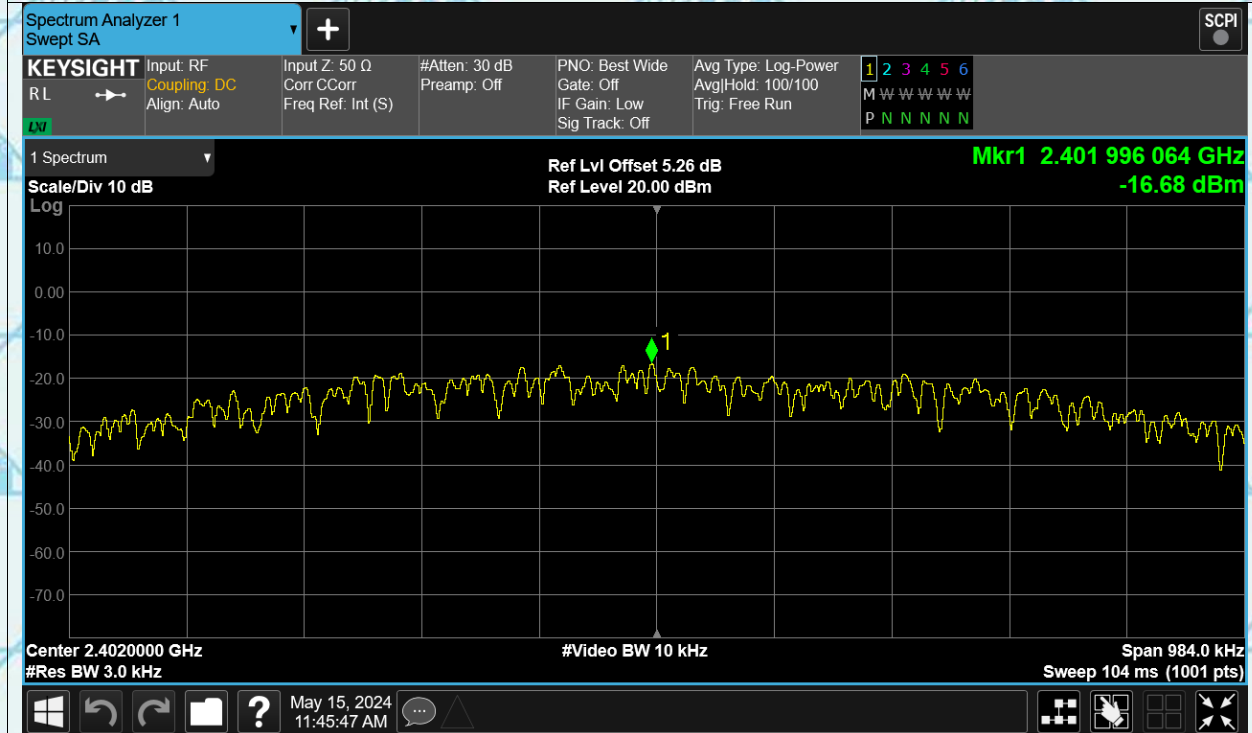 Spectrum Analyzer 1
Swept SA
+
SCPI
KEYSIGHT
R L
LXI
Input: RF
Coupling: DC
Align: Auto
Input Z: 50 Ω
Corr CCorr
Freq Ref: Int (S)
#Atten: 30 dB
Preamp: Off
PNO: Best Wide
Gate: Off
IF Gain: Low
Sig Track: Off
Avg Type: Log-Power
Avg|Hold: 100/100
Trig: Free Run
1 2 3 4 5 6
M W W W W W
P N N N N N
1 Spectrum
Scale/Div 10 dB
Ref Lvl Offset 5.26 dB
Ref Level 20.00 dBm
Mkr1 2.401 996 064 GHz
-16.68 dBm
Log
10.0
0.00
-10.0
1
-20.0
-30.0
-40.0
-50.0
-60.0
-70.0
Center 2.4020000 GHz
#Res BW 3.0 kHz
#Video BW 10 kHz
Span 984.0 kHz
Sweep 104 ms (1001 pts)
?
May 15, 2024
11:45:47 AM